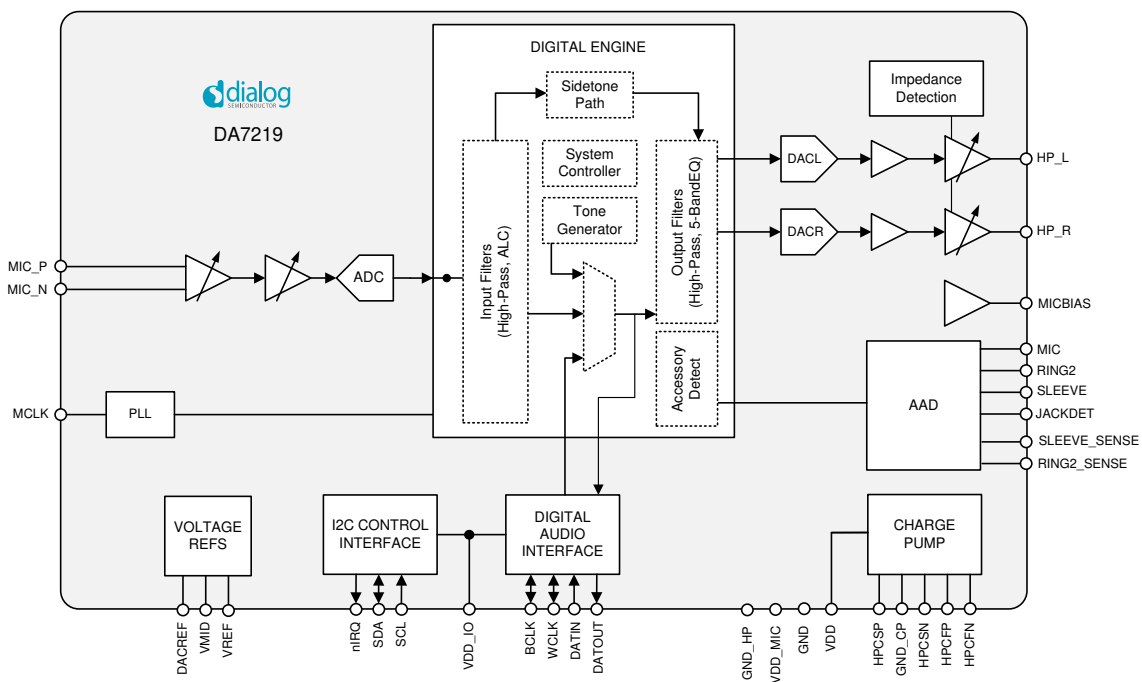 DIGITAL ENGINE
dialog
SEMICONDUCTOR
DA7219
Sidetone
Path
Impedance
Detection
System
Controller
Tone
Generator
Input Filters
(High-Pass, ALC)
Output Filters
(High-Pass, 5-BandEQ)
DACL
DACR
HP_L
HP_R
MIC_P
MIC_N
ADC
MICBIAS
Accessory
Detect
AAD
MIC
RING2
SLEEVE
JACKDET
SLEEVE_SENSE
RING2_SENSE
MCLK
PLL
VOLTAGE
REFS
I2C CONTROL
INTERFACE
DIGITAL
AUDIO
INTERFACE
CHARGE
PUMP
DACREF
VMID
VREF
nIRQ
SDA
SCL
VDD_IO
BCLK
WCLK
DATIN
DATOUT
GND_HP
VDD_MIC
GND
VDD
HPCSP
GND_CP
HPCSN
HPCFP
HPCFN